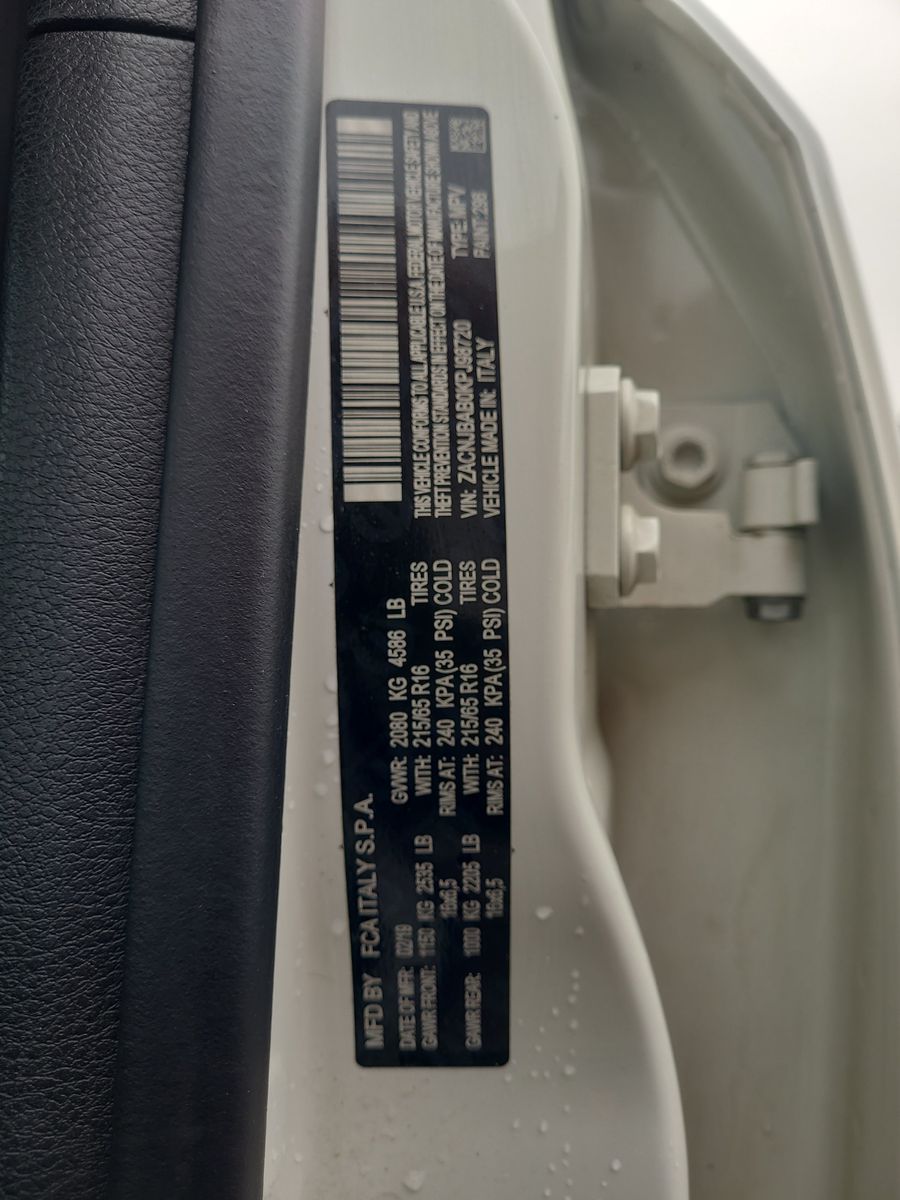 MFD BY FCA ITALY S.P.A.
DATE OF MFR: 02/19 GWWR: 2080 KG 4586 LB
GAWR FRONT: 1150 KG 2535 LB WITH: 215/65 R16 TIRES
16x6,5 RIMS AT: 240 KPA(35 PSI) COLD
GAWR REAR: 1000 KG 2205 LB WITH: 215/65 R16 TIRES
16x6,5 RIMS AT: 240 KPA(35 PSI) COLD
THIS VEHICLE CONFORMS TO ALL APPLICABLE U.S.A. FEDERAL MOTOR VEHICLE SAFETY AND
THEFT PREVENTION STANDARDS IN EFFECT ON THE DATE OF MANUFACTURE SHOWN ABOVE
VIN: ZACNJBAB0KPJ98720 TYPE: MPV
VEHICLE MADE IN: ITALY PAINT: 296